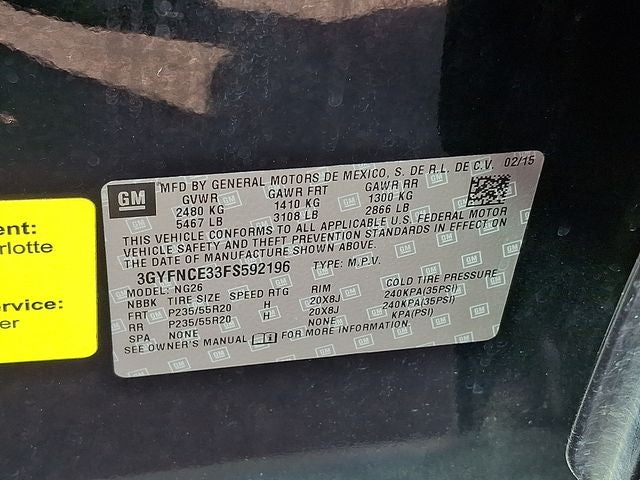 GM
MFD BY GENERAL MOTORS DE MEXICO, S. DE R.L. DE C.V. 02/15
GVWR GAWR FRT GAWR RR
2480 KG 1410 KG 1300 KG
5467 LB 3108 LB 2866 LB
THIS VEHICLE CONFORMS TO ALL APPLICABLE U.S. FEDERAL MOTOR
VEHICLE SAFETY AND THEFT PREVENTION STANDARDS IN EFFECT ON
THE DATE OF MANUFACTURE SHOWN ABOVE.
3GYFNCE33FS592196 TYPE: M.P.V.
MODEL: NG26
NBBK TIRE SIZE SPEED RTG RIM COLD TIRE PRESSURE
FRT P235/55R20 H 20X8J 240KPA(35PSI)
RR P235/55R20 H 20X8J 240KPA(35PSI)
SPA NONE NONE KPA(PSI)
SEE OWNER'S MANUAL FOR MORE INFORMATION.
ent:
rlotte
ervice:
er